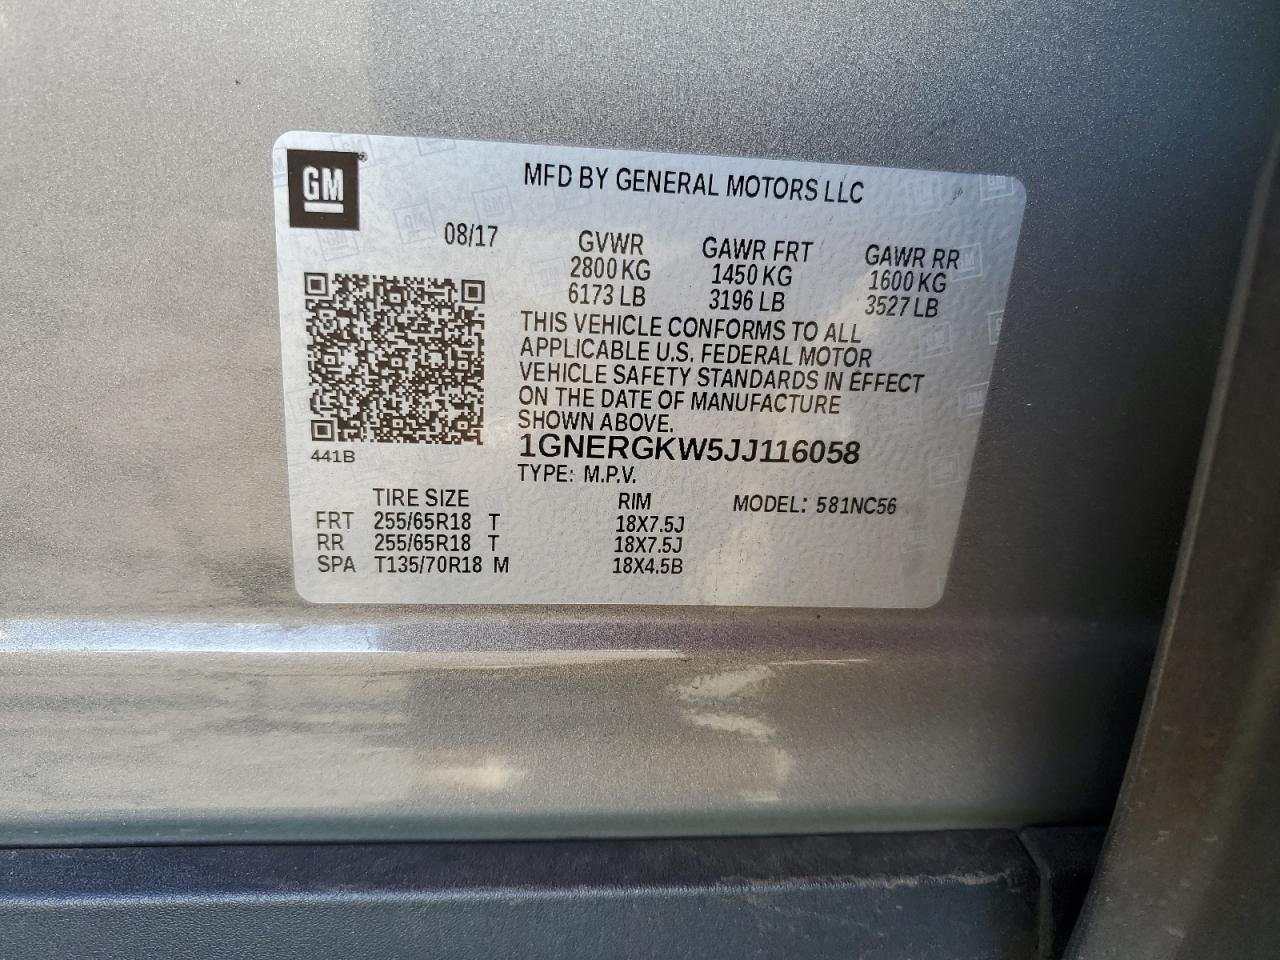 GM
MFD BY GENERAL MOTORS LLC
08/17
GVWR GAWR FRT GAWR RR
2800 KG 1450 KG 1600 KG
6173 LB 3196 LB 3527 LB
THIS VEHICLE CONFORMS TO ALL
APPLICABLE U.S. FEDERAL MOTOR
VEHICLE SAFETY STANDARDS IN EFFECT
ON THE DATE OF MANUFACTURE
SHOWN ABOVE.
1GNERGKW5JJ116058
441B
TYPE: M.P.V.
TIRE SIZE RIM MODEL: 581NC56
FRT 255/65R18 T 18X7.5J
RR 255/65R18 T 18X7.5J
SPA T135/70R18 M 18X4.5B